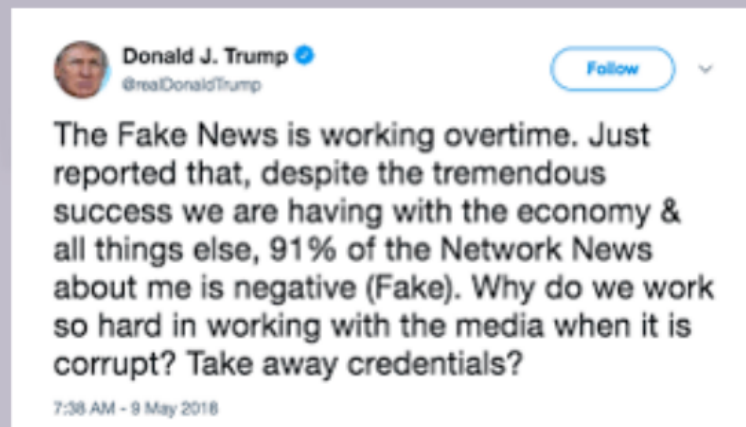 Donald J. Trump
@realDonaldTrump
Follow
The Fake News is working overtime. Just
reported that, despite the tremendous
success we are having with the economy &
all things else, 91% of the Network News
about me is negative (Fake). Why do we work
so hard in working with the media when it is
corrupt? Take away credentials?
7:38 AM - 9 May 2018